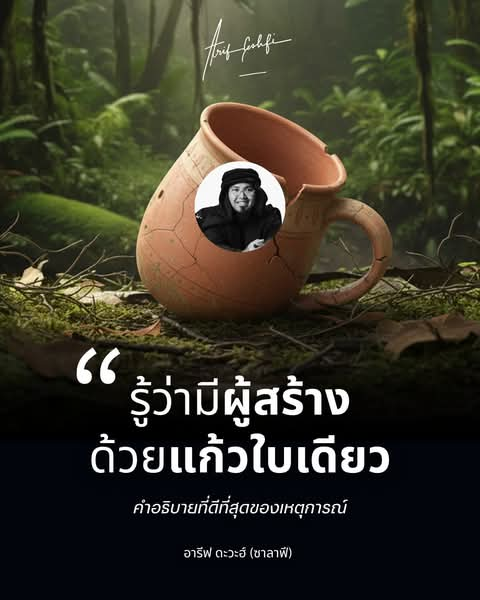 “
รู้ว่ามีผู้สร้าง
ด้วยแก้วใบเดียว
คำอธิบายที่ดีที่สุดของเหตุการณ์
อารีฟ ดะวะฮ์ (ซาลาฟี)